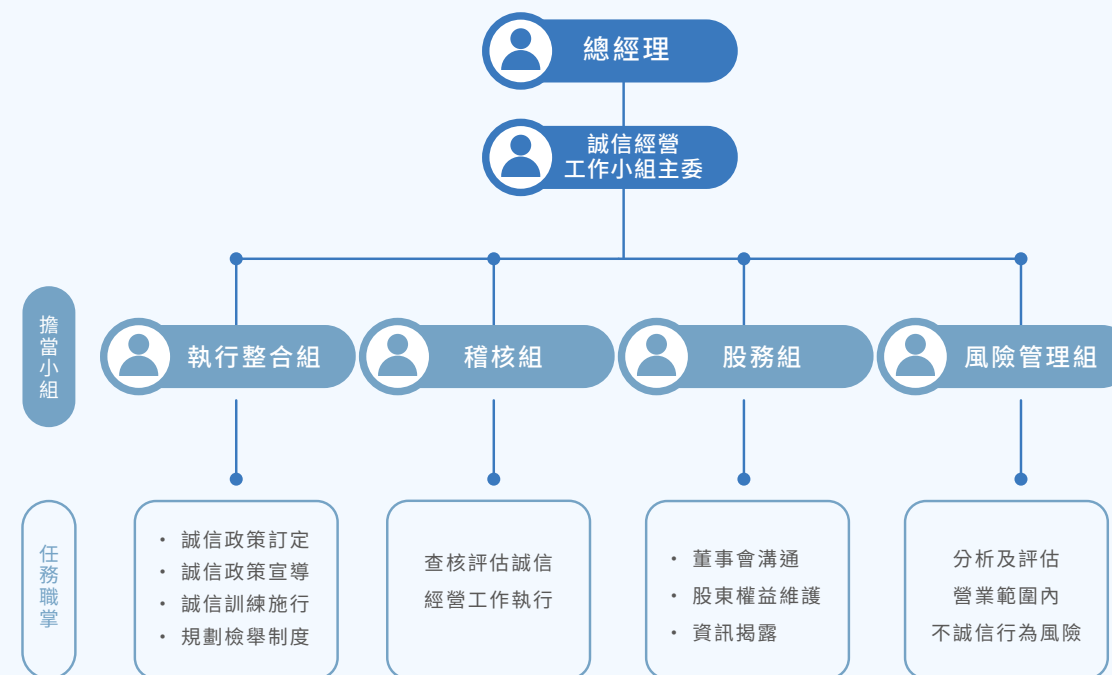 總經理
誠信經營
工作小組主委
擔當小組
執行整合組
稽核組
股務組
風險管理組
任務職掌
・ 誠信政策訂定
・ 誠信政策宣導
・ 誠信訓練施行
・ 規劃檢舉制度
查核評估誠信
經營工作執行
・ 董事會溝通
・ 股東權益維護
・ 資訊揭露
分析及評估
營業範圍內
不誠信行為風險